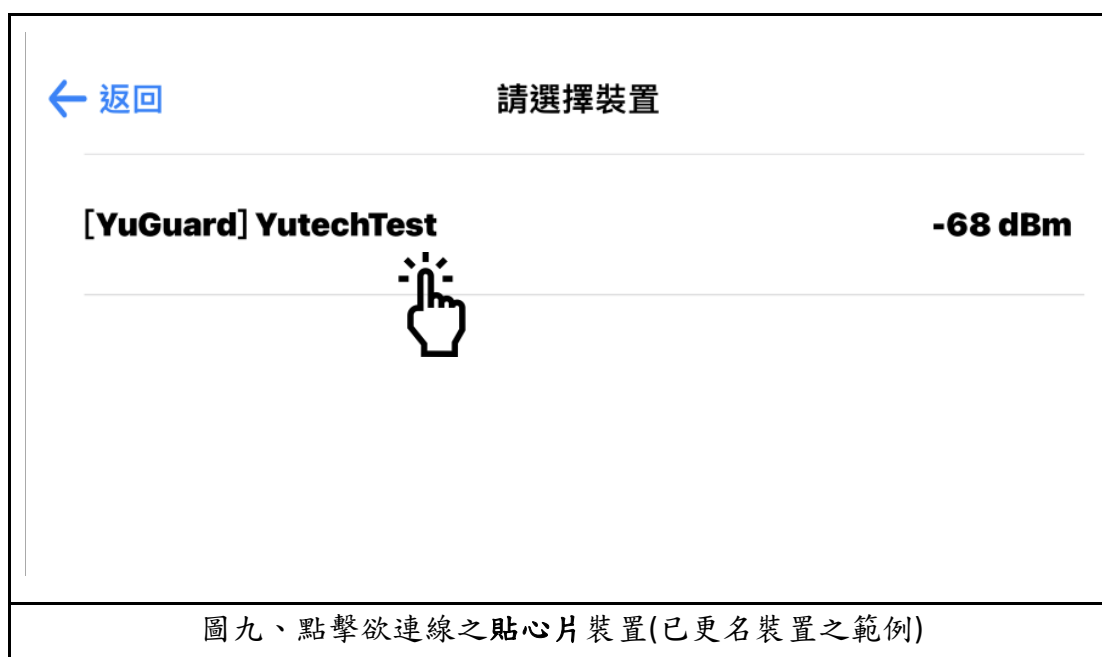 ← 返回
請選擇裝置
[YuGuard] YutechTest
-68 dBm
圖九、點擊欲連線之貼心片裝置(已更名裝置之範例)